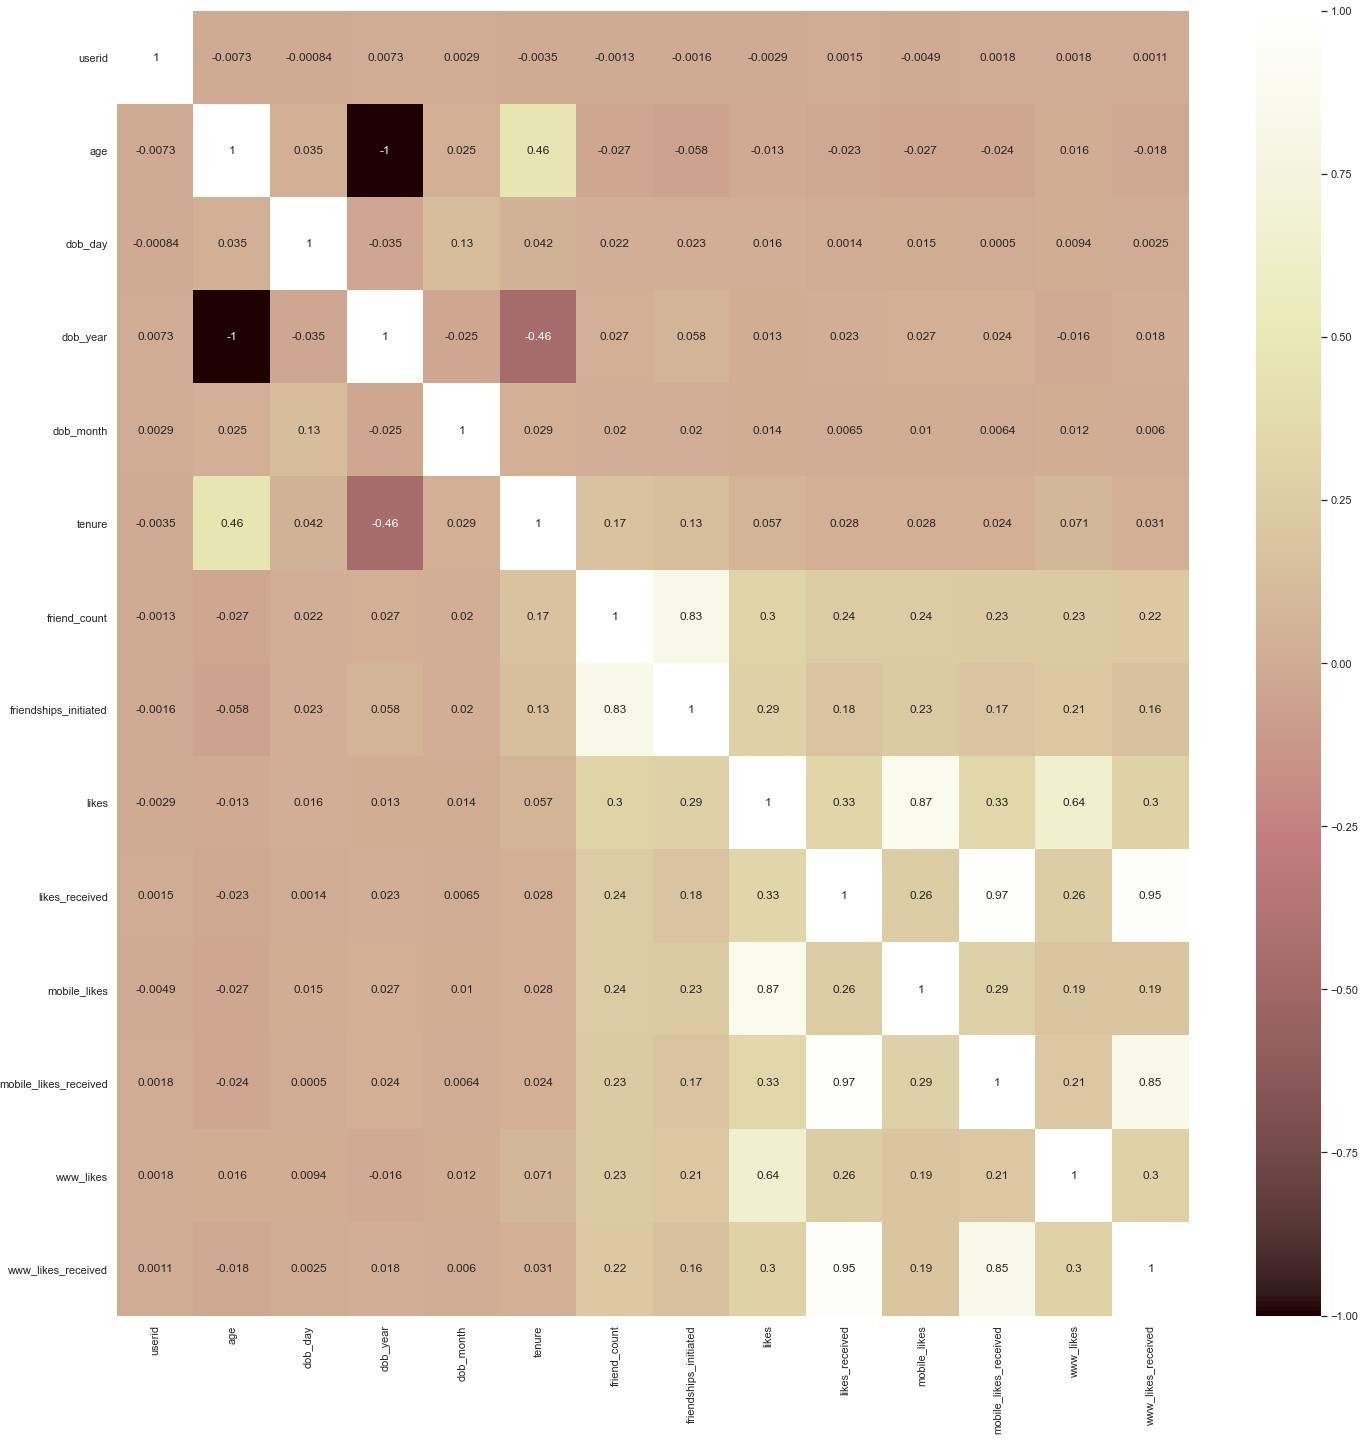 userid 1 -0.0073 -0.00084 0.0073 0.0029 -0.0035 -0.0013 -0.0016 -0.0029 0.0015 -0.0049 0.0018 0.0018 0.0011
age -0.0073 1 0.035 -1 0.025 0.46 -0.027 -0.058 -0.013 -0.023 -0.027 -0.024 0.016 -0.018
dob_day -0.00084 0.035 1 -0.035 0.13 0.042 0.022 0.023 0.016 0.0014 0.015 0.0005 0.0094 0.0025
dob_year 0.0073 -1 -0.035 1 -0.025 -0.46 0.027 0.058 0.013 0.023 0.027 0.024 -0.016 0.018
dob_month 0.0029 0.025 0.13 -0.025 1 0.029 0.02 0.02 0.014 0.0065 0.01 0.0064 0.012 0.006
tenure -0.0035 0.46 0.042 -0.46 0.029 1 0.17 0.13 0.057 0.028 0.028 0.024 0.071 0.031
friend_count -0.0013 -0.027 0.022 0.027 0.02 0.17 1 0.83 0.3 0.24 0.24 0.23 0.23 0.22
friendships_initiated -0.0016 -0.058 0.023 0.058 0.02 0.13 0.83 1 0.29 0.18 0.23 0.17 0.21 0.16
likes -0.0029 -0.013 0.016 0.013 0.014 0.057 0.3 0.29 1 0.33 0.87 0.33 0.64 0.3
likes_received 0.0015 -0.023 0.0014 0.023 0.0065 0.028 0.24 0.18 0.33 1 0.26 0.97 0.26 0.95
mobile_likes -0.0049 -0.027 0.015 0.027 0.01 0.028 0.24 0.23 0.87 0.26 1 0.29 0.19 0.19
mobile_likes_received 0.0018 -0.024 0.0005 0.024 0.0064 0.024 0.23 0.17 0.33 0.97 0.29 1 0.21 0.85
www_likes 0.0018 0.016 0.0094 -0.016 0.012 0.071 0.23 0.21 0.64 0.26 0.19 0.21 1 0.3
www_likes_received 0.0011 -0.018 0.0025 0.018 0.006 0.031 0.22 0.16 0.3 0.95 0.19 0.85 0.3 1
userid
age
dob_day
dob_year
dob_month
tenure
friend_count
friendships_initiated
likes
likes_received
mobile_likes
mobile_likes_received
www_likes
www_likes_received
1.00
0.75
0.50
0.25
0.00
−0.25
−0.50
−0.75
−1.00